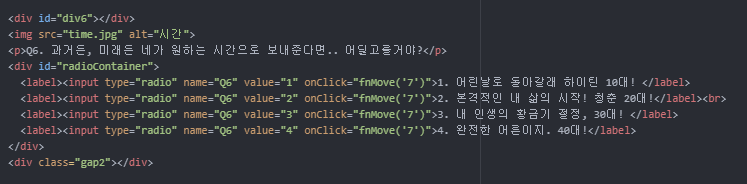 <div id="div6"></div>
<img src="time.jpg" alt="시간">
<p>Q6. 과거든, 미래든 네가 원하는 시간으로 보내준다면.. 어딜고를거야?</p>
<div id="radioContainer">
<label><input type="radio" name="Q6" value="1" onClick="fnMove('7')">1. 어린날로 돌아갈래 하이틴 10대! </label>
<label><input type="radio" name="Q6" value="2" onClick="fnMove('7')">2. 본격적인 내 삶의 시작! 청춘 20대!</label><br>
<label><input type="radio" name="Q6" value="3" onClick="fnMove('7')">3. 내 인생의 황금기 절정, 30대! </label>
<label><input type="radio" name="Q6" value="4" onClick="fnMove('7')">4. 완전한 어른이지. 40대!</label>
</div>
<div class="gap2"></div>